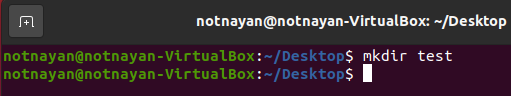 notnayan@notnayan-VirtualBox: ~/Desktop
notnayan@notnayan-VirtualBox:~/Desktop$ mkdir test
notnayan@notnayan-VirtualBox:~/Desktop$